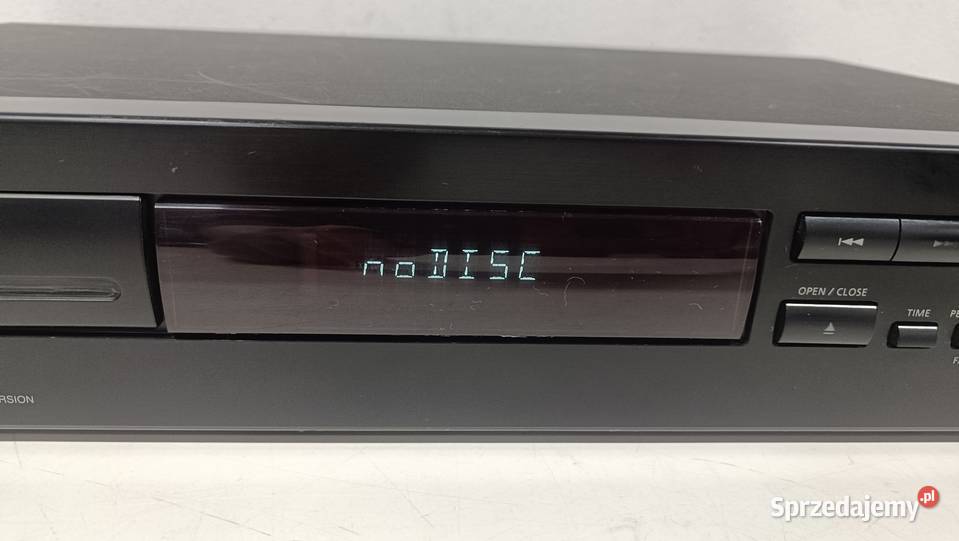 noDISC
OPEN / CLOSE
TIME
RSION
Sprzedajemy.pl